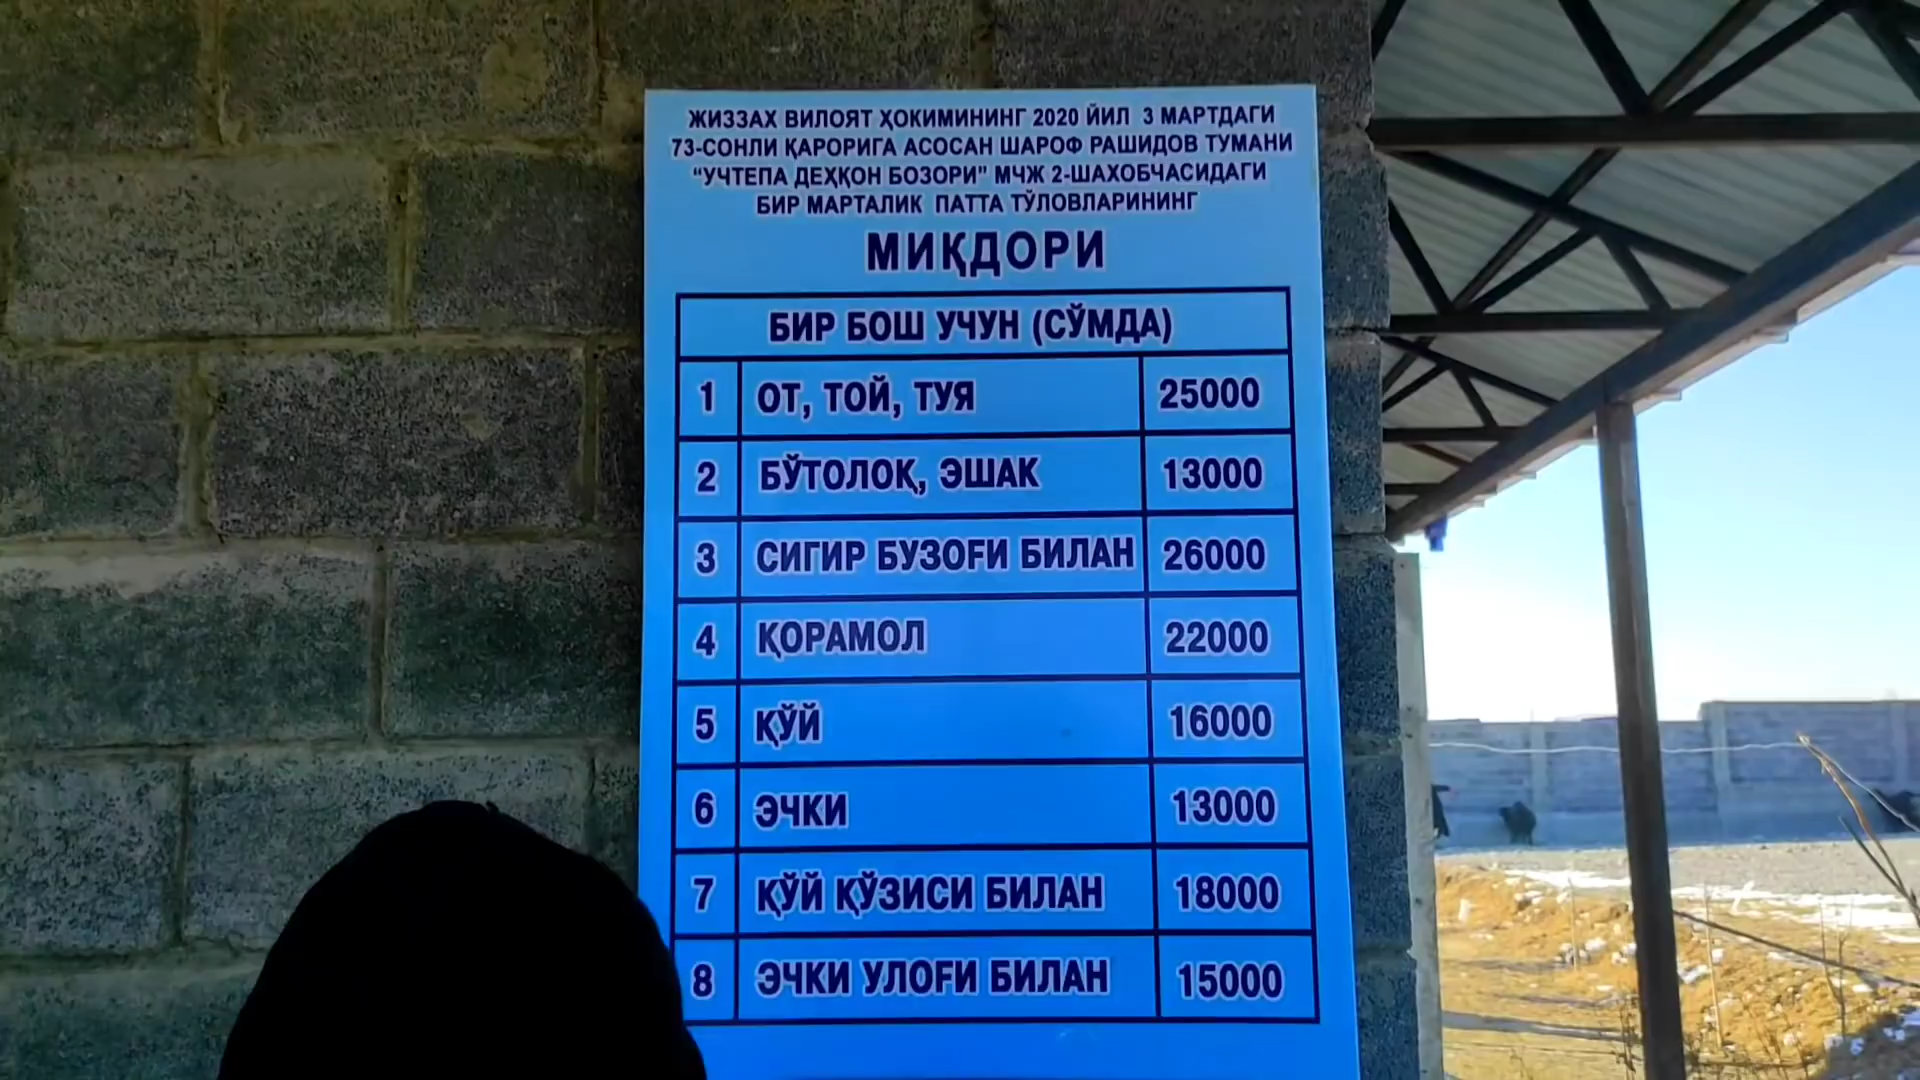 ЖИЗЗАХ ВИЛОЯТ ҲОКИМИНИНГ 2020 ЙИЛ 3 МАРТДАГИ
73-СОНЛИ ҚАРОРИГА АСОСАН ШАРОФ РАШИДОВ ТУМАНИ
“УЧТЕПА ДЕҲҚОН БОЗОРИ” МЧЖ 2-ШАХОБЧАСИДАГИ
БИР МАРТАЛИК ПАТТА ТЎЛОВЛАРИНИНГ
МИҚДОРИ
БИР БОШ УЧУН (СЎМДА)
1 ОТ, ТОЙ, ТУЯ 25000
2 БЎТОЛОҚ, ЭШАК 13000
3 СИГИР БУЗОҒИ БИЛАН 26000
4 ҚОРАМОЛ 22000
5 ҚЎЙ 16000
6 ЭЧКИ 13000
7 ҚЎЙ ҚЎЗИСИ БИЛАН 18000
8 ЭЧКИ УЛОҒИ БИЛАН 15000